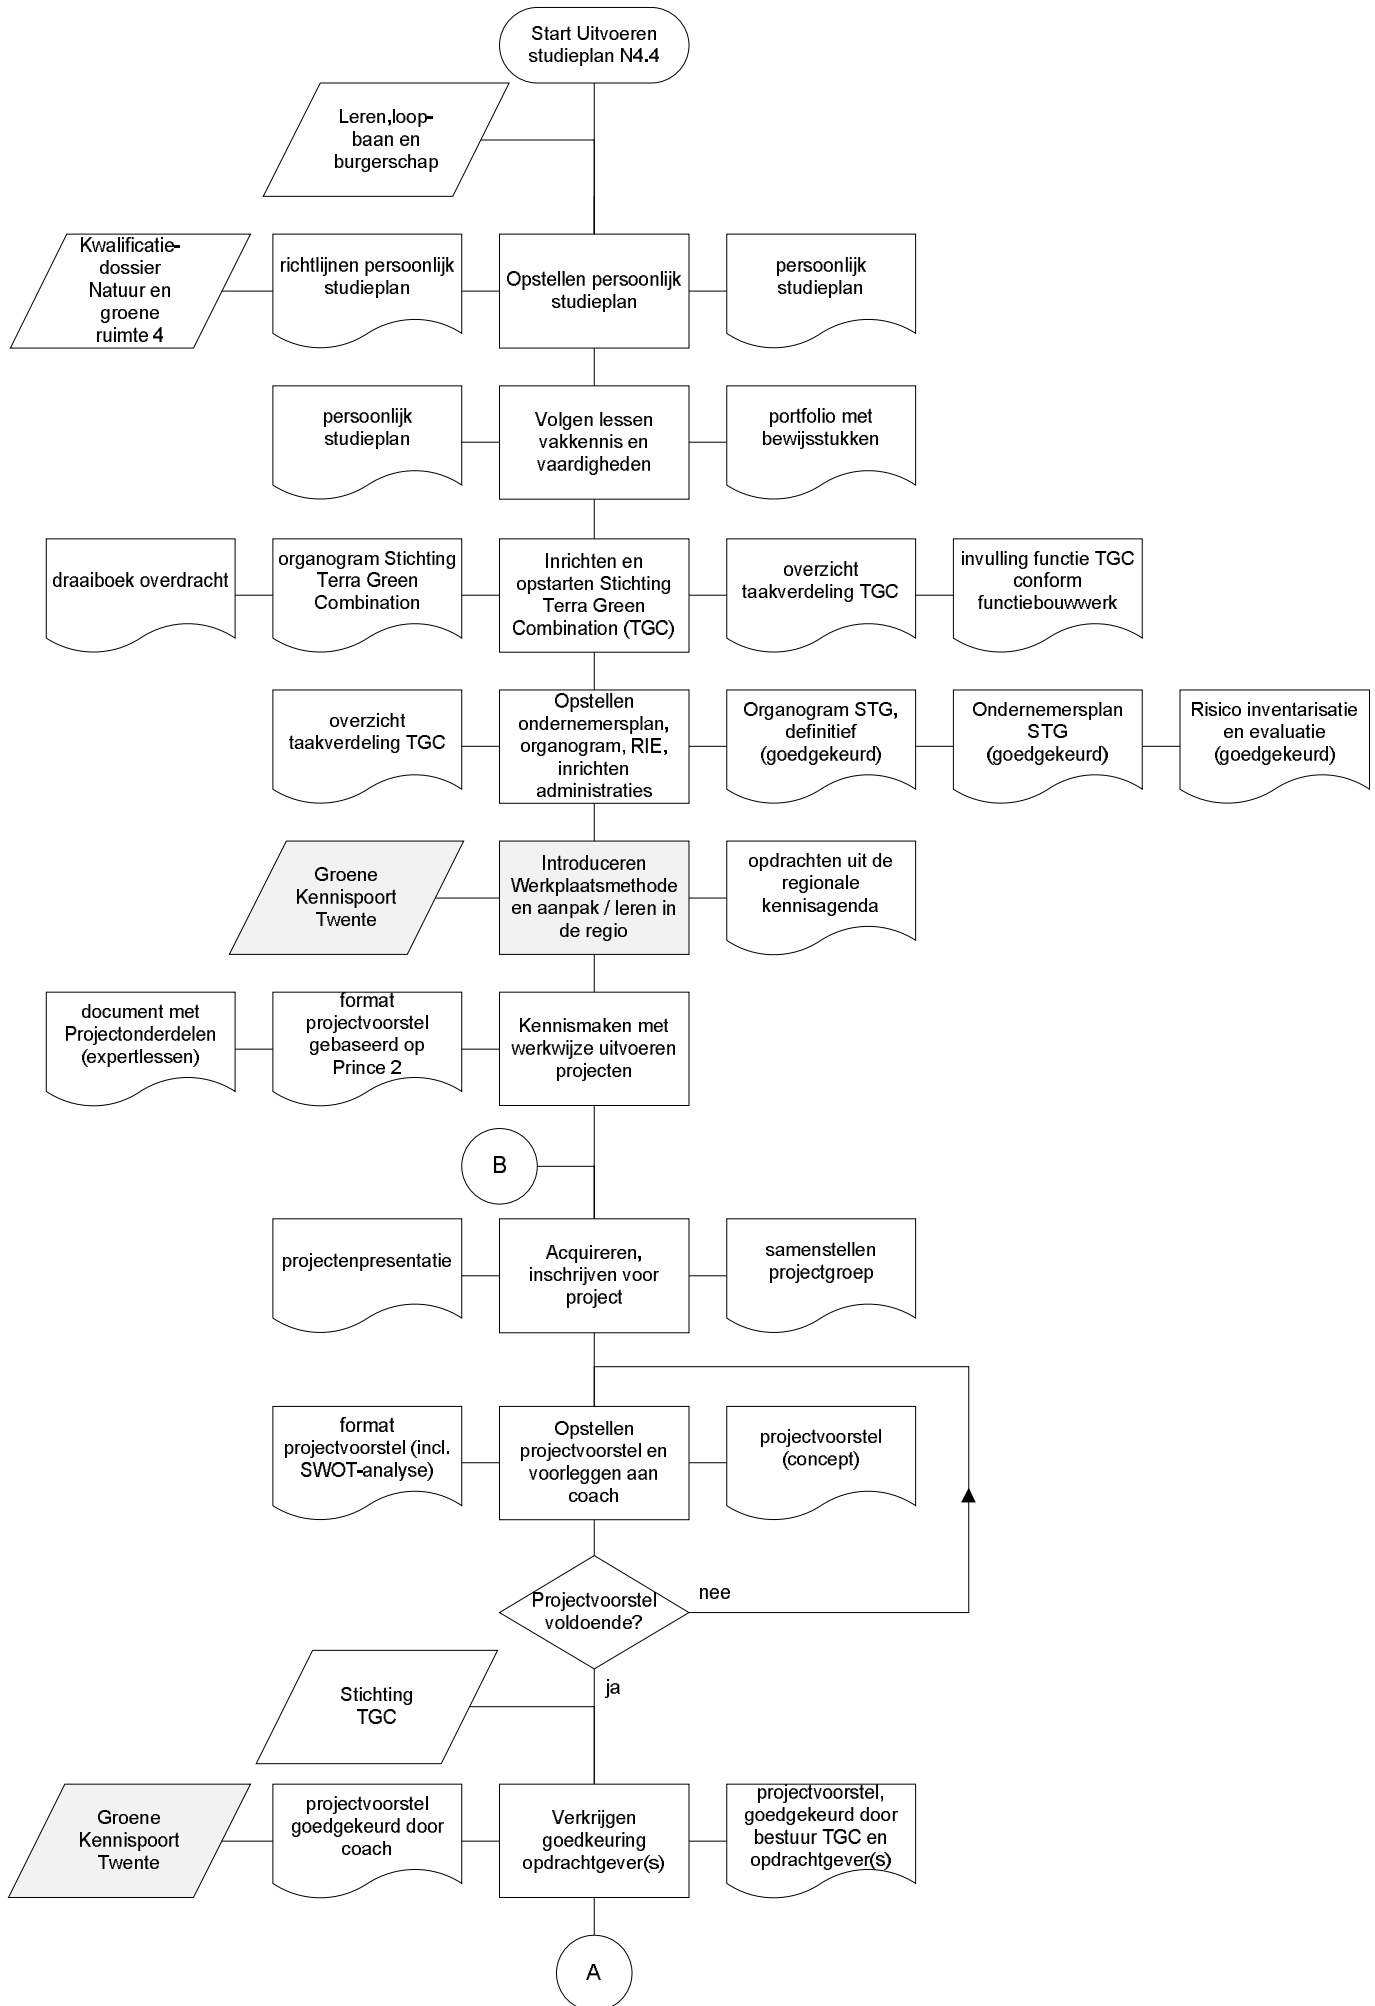 Start Uitvoeren
studieplan N4.4
Leren,loop-
baan en
burgerschap
Kwalificatie-
dossier
Natuur en
groene
ruimte 4
richtlijnen persoonlijk
studieplan
Opstellen persoonlijk
studieplan
persoonlijk
studieplan
persoonlijk
studieplan
Volgen lessen
vakkennis en
vaardigheden
portfolio met
bewijsstukken
draaiboek overdracht
organogram Stichting
Terra Green
Combination
Inrichten en
opstarten Stichting
Terra Green
Combination (TGC)
overzicht
taakverdeling TGC
invulling functie TGC
conform
functiebouwwerk
overzicht
taakverdeling TGC
Opstellen
ondernemersplan,
organogram, RIE,
inrichten
administraties
Organogram STG,
definitief
(goedgekeurd)
Ondernemersplan
STG
(goedgekeurd)
Risico inventarisatie
en evaluatie
(goedgekeurd)
Groene
Kennispoort
Twente
Introduceren
Werkplaatsmethode
en aanpak / leren in
de regio
opdrachten uit de
regionale
kennisagenda
document met
Projectonderdelen
(expertlessen)
format
projectvoorstel
gebaseerd op
Prince 2
Kennismaken met
werkwijze uitvoeren
projecten
B
projectenpresentatie
Acquireren,
inschrijven voor
project
samenstellen
projectgroep
format
projectvoorstel (incl.
SWOT-analyse)
Opstellen
projectvoorstel en
voorleggen aan
coach
projectvoorstel
(concept)
Projectvoorstel
voldoende?
nee
ja
Stichting
TGC
Groene
Kennispoort
Twente
projectvoorstel
goedgekeurd door
coach
Verkrijgen
goedkeuring
opdrachtgever(s)
projectvoorstel,
goedgekeurd door
bestuur TGC en
opdrachtgever(s)
A